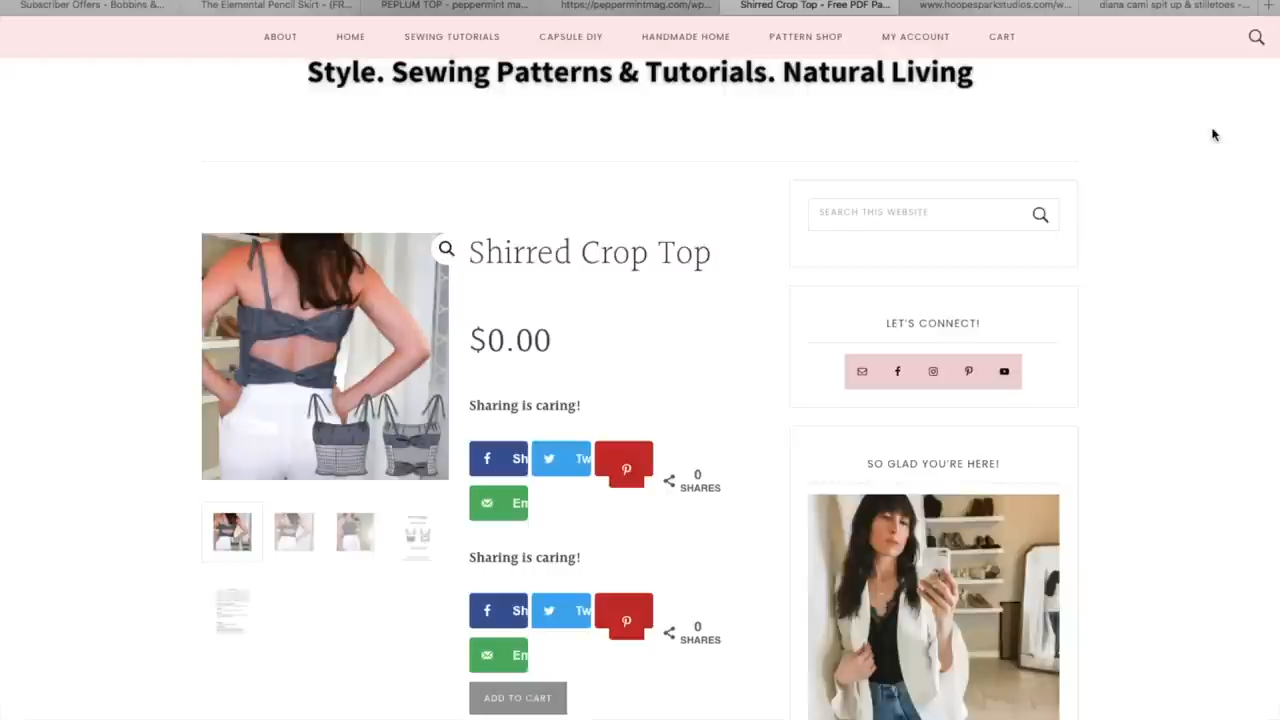 Subscriber Offers - Bobbins &...
The Elemental Pencil Skirt - (FR...
PEPLUM TOP - peppermint ma...
https://peppermintmag.com/wp...
Shirred Crop Top - Free PDF Pa...
www.hoopesparkstudios.com/w...
diana cami spit up & stilletoes -...
ABOUT
HOME
SEWING TUTORIALS
CAPSULE DIY
HANDMADE HOME
PATTERN SHOP
MY ACCOUNT
CART
Style. Sewing Patterns & Tutorials. Natural Living
Shirred Crop Top
$0.00
Sharing is caring!
Sh
Tw
0
SHARES
Em
Sharing is caring!
Sh
Tw
0
SHARES
Em
ADD TO CART
SEARCH THIS WEBSITE
LET'S CONNECT!
SO GLAD YOU'RE HERE!